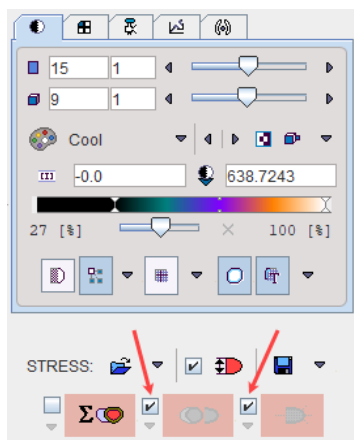 15 1
9 1
Cool
-0.0 638.7243
27 [%] 100 [%]
STRESS:
Σ